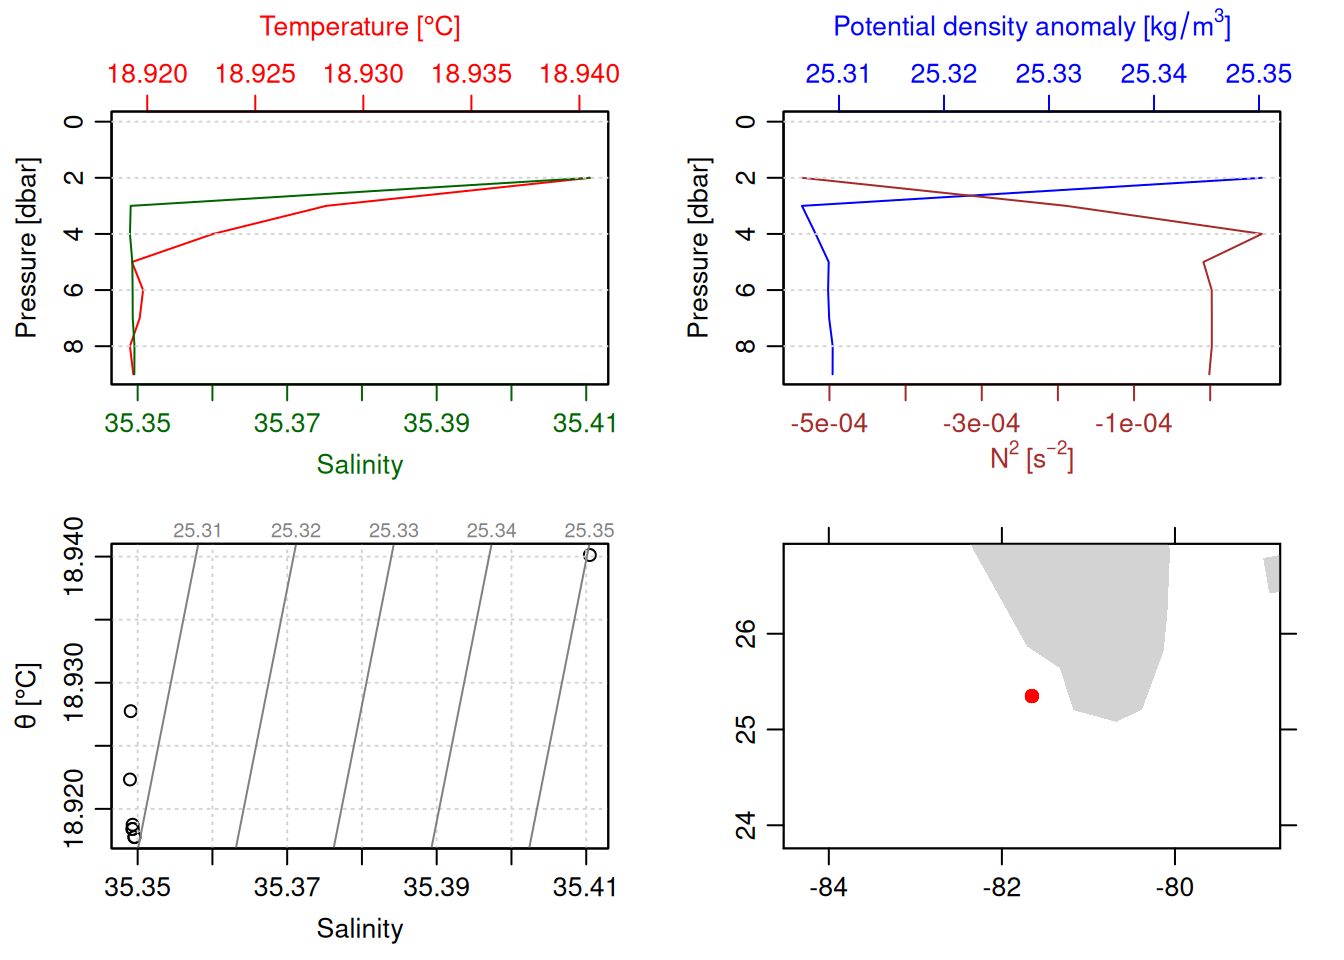 Temperature [°C]
18.920 18.925 18.930 18.935 18.940
0
2
4
6
8
Pressure [dbar]
35.35 35.37 35.39 35.41
Salinity
Potential density anomaly [kg/m³]
25.31 25.32 25.33 25.34 25.35
0
2
4
6
8
Pressure [dbar]
-5e-04 -3e-04 -1e-04
N² [s⁻²]
25.31 25.32 25.33 25.34 25.35
18.940
18.930
18.920
θ [°C]
35.35 35.37 35.39 35.41
Salinity
26
25
24
-84 -82 -80